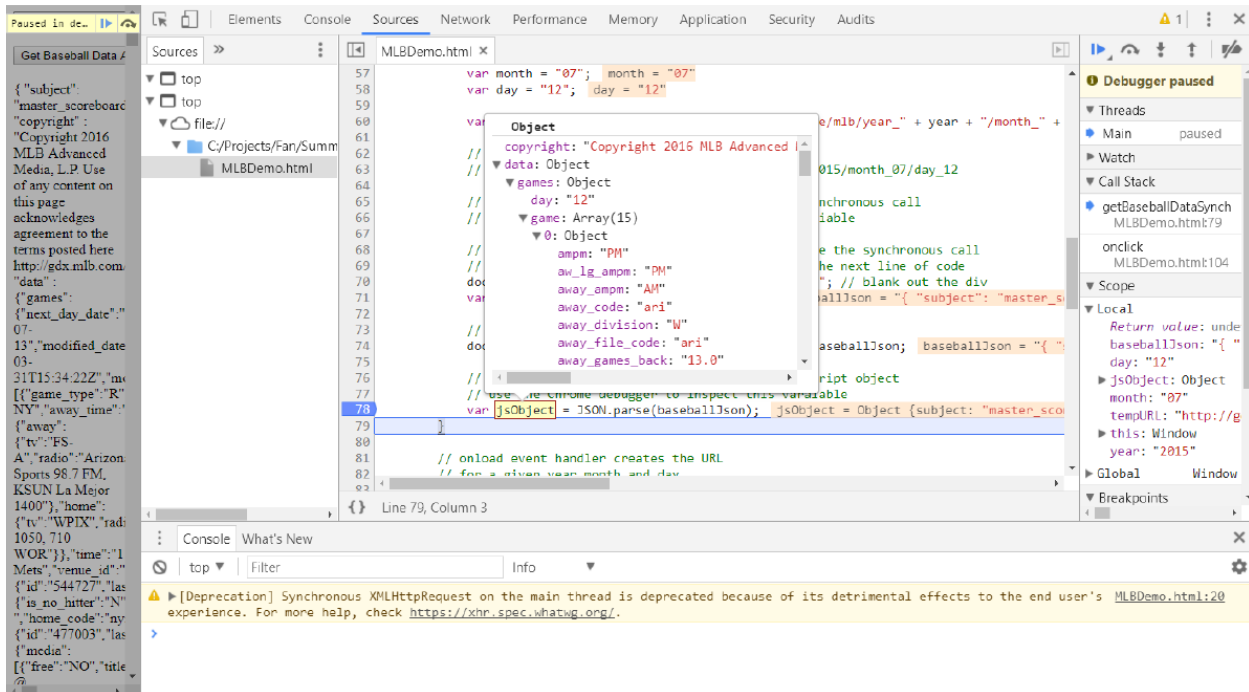 Paused in de...
Elements Console Sources Network Performance Memory Application Security Audits
1
Get Baseball Data A
{ "subject":
"master_scoreboard
"copyright" :
"Copyright 2016
MLB Advanced
Media, L.P. Use
of any content on
this page
acknowledges
agreement to the
terms posted here
http://gdx.mlb.com/
"data" :
{"games":
{"next_day_date":"
07-
13","modified_date
03-
31T15:34:22Z","m
[{"game_type":"R"
NY","away_time":"
{"away":
{"tv":"FS-
A","radio":"Arizon
Sports 98.7 FM,
KSUN La Mejor
1400"},"home":
{"tv":"WPIX","radi
1050, 710
WOR"}},"time":"1
Mets","venue_id":"
{"id":"544727","las
{"is_no_hitter":"N"
","home_code":"ny
{"id":"477003","las
{"media":
[{"free":"NO","title
@
Sources »
top
top
file://
C:/Projects/Fan/Summ
MLBDemo.html
MLBDemo.html ×
57 var month = "07"; month = "07"
58 var day = "12"; day = "12"
59
60 var e/mlb/year_" + year + "/month_" +
61
62 //
63 // 015/month_07/day_12
64
65 // nchronous call
66 // iable
67
68 // e the synchronous call
69 // he next line of code
70 doc "; // blank out the div
71 var allJson = "{ "subject": "master_s
72
73 //
74 doc aseballJson; baseballJson = "{ "
75
76 // ript object
77 // use the Chrome debugger to inspect this varaiable
78 var jsObject = JSON.parse(baseballJson); jsObject = Object {subject: "master_sco
79 }
80
81 // onload event handler creates the URL
82 // for a given year month and day
83
Object
copyright: "Copyright 2016 MLB Advanced
data: Object
games: Object
day: "12"
game: Array(15)
0: Object
ampm: "PM"
aw_lg_ampm: "PM"
away_ampm: "AM"
away_code: "ari"
away_division: "W"
away_file_code: "ari"
away_games_back: "13.0"
{} Line 79, Column 3
Debugger paused
Threads
Main paused
Watch
Call Stack
getBaseballDataSynch
MLBDemo.html:79
onclick
MLBDemo.html:104
Scope
Local
Return value: unde
baseballJson: "{ "
day: "12"
jsObject: Object
month: "07"
tempURL: "http://g
this: Window
year: "2015"
Global Window
Breakpoints
Console What's New
top Filter Info
[Deprecation] Synchronous XMLHttpRequest on the main thread is deprecated because of its detrimental effects to the end user's MLBDemo.html:20
experience. For more help, check https://xhr.spec.whatwg.org/.